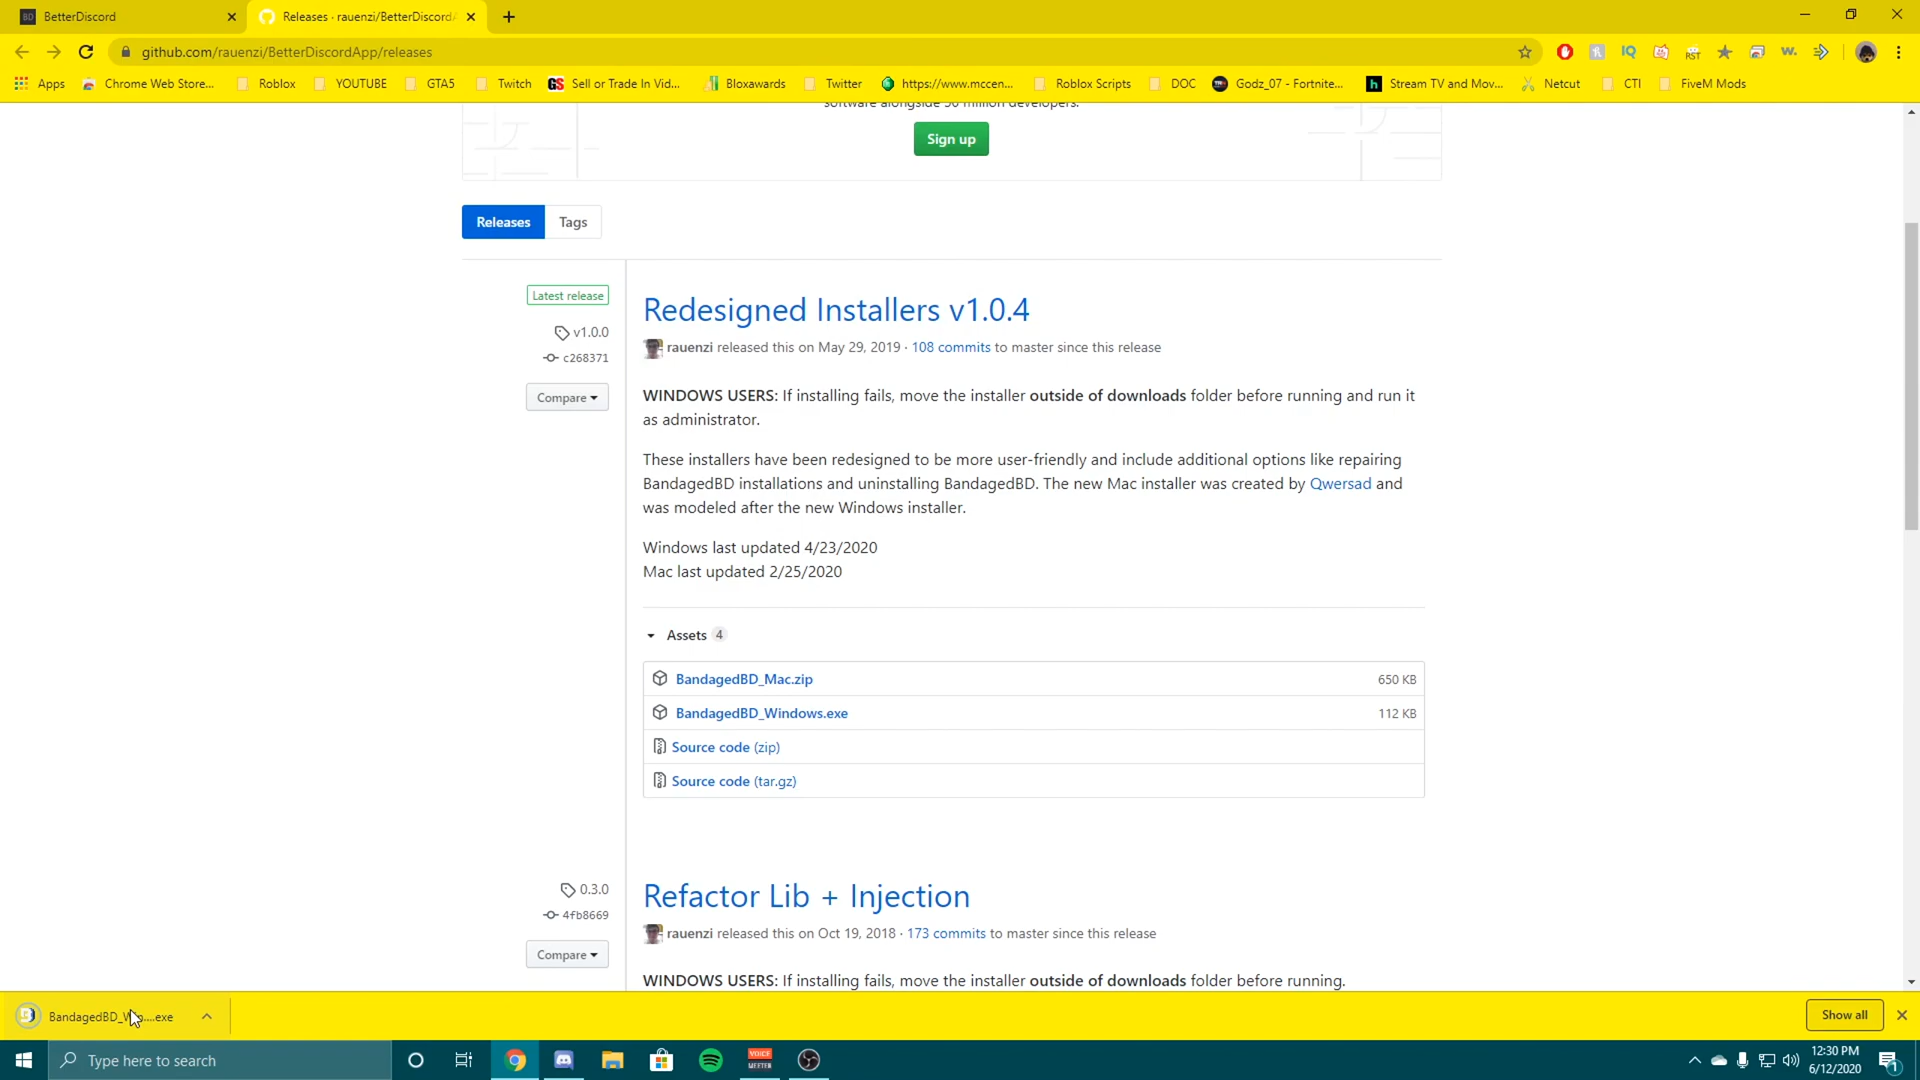 BetterDiscord
Releases · rauenzi/BetterDiscordA
github.com/rauenzi/BetterDiscordApp/releases
Apps
Chrome Web Store...
Roblox
YOUTUBE
GTA5
Twitch
Sell or Trade In Vid...
Bloxawards
Twitter
https://www.mccen...
Roblox Scripts
DOC
Godz_07 - Fortnite...
Stream TV and Mov...
Netcut
CTI
FiveM Mods
software alongside 50 million developers.
Sign up
Releases
Tags
Latest release
v1.0.0
c268371
Compare
Redesigned Installers v1.0.4
rauenzi released this on May 29, 2019 · 108 commits to master since this release
WINDOWS USERS: If installing fails, move the installer outside of downloads folder before running and run it
as administrator.
These installers have been redesigned to be more user-friendly and include additional options like repairing
BandagedBD installations and uninstalling BandagedBD. The new Mac installer was created by Qwersad and
was modeled after the new Windows installer.
Windows last updated 4/23/2020
Mac last updated 2/25/2020
Assets 4
BandagedBD_Mac.zip 650 KB
BandagedBD_Windows.exe 112 KB
Source code (zip)
Source code (tar.gz)
0.3.0
4fb8669
Compare
Refactor Lib + Injection
rauenzi released this on Oct 19, 2018 · 173 commits to master since this release
WINDOWS USERS: If installing fails, move the installer outside of downloads folder before running.
Show all
Type here to search
VOICE
MEETER
12:30 PM
6/12/2020
1